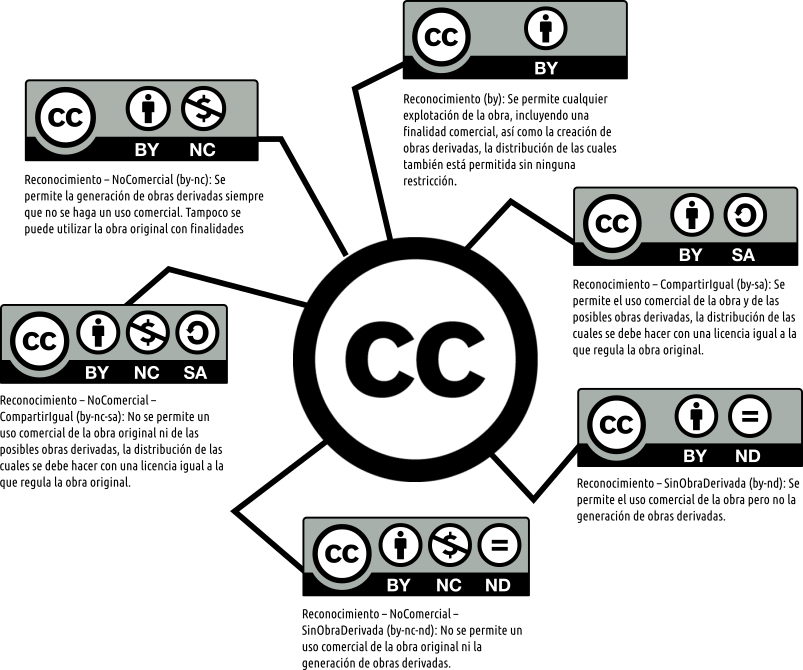 CC
BY
Reconocimiento (by): Se permite cualquier
explotación de la obra, incluyendo una
finalidad comercial, así como la creación de
obras derivadas, la distribución de las cuales
también está permitida sin ninguna
restricción.
CC $
BY NC
Reconocimiento – NoComercial (by-nc): Se
permite la generación de obras derivadas siempre
que no se haga un uso comercial. Tampoco se
puede utilizar la obra original con finalidades
CC
BY SA
Reconocimiento – CompartirIgual (by-sa): Se
permite el uso comercial de la obra y de las
posibles obras derivadas, la distribución de las
cuales se debe hacer con una licencia igual a la
que regula la obra original.
CC $
BY NC SA
Reconocimiento – NoComercial –
CompartirIgual (by-nc-sa): No se permite un
uso comercial de la obra original ni de las
posibles obras derivadas, la distribución de las
cuales se debe hacer con una licencia igual a la
que regula la obra original.
CC
CC =
BY ND
Reconocimiento – SinObraDerivada (by-nd): Se
permite el uso comercial de la obra pero no la
generación de obras derivadas.
CC $ =
BY NC ND
Reconocimiento – NoComercial –
SinObraDerivada (by-nc-nd): No se permite un
uso comercial de la obra original ni la
generación de obras derivadas.